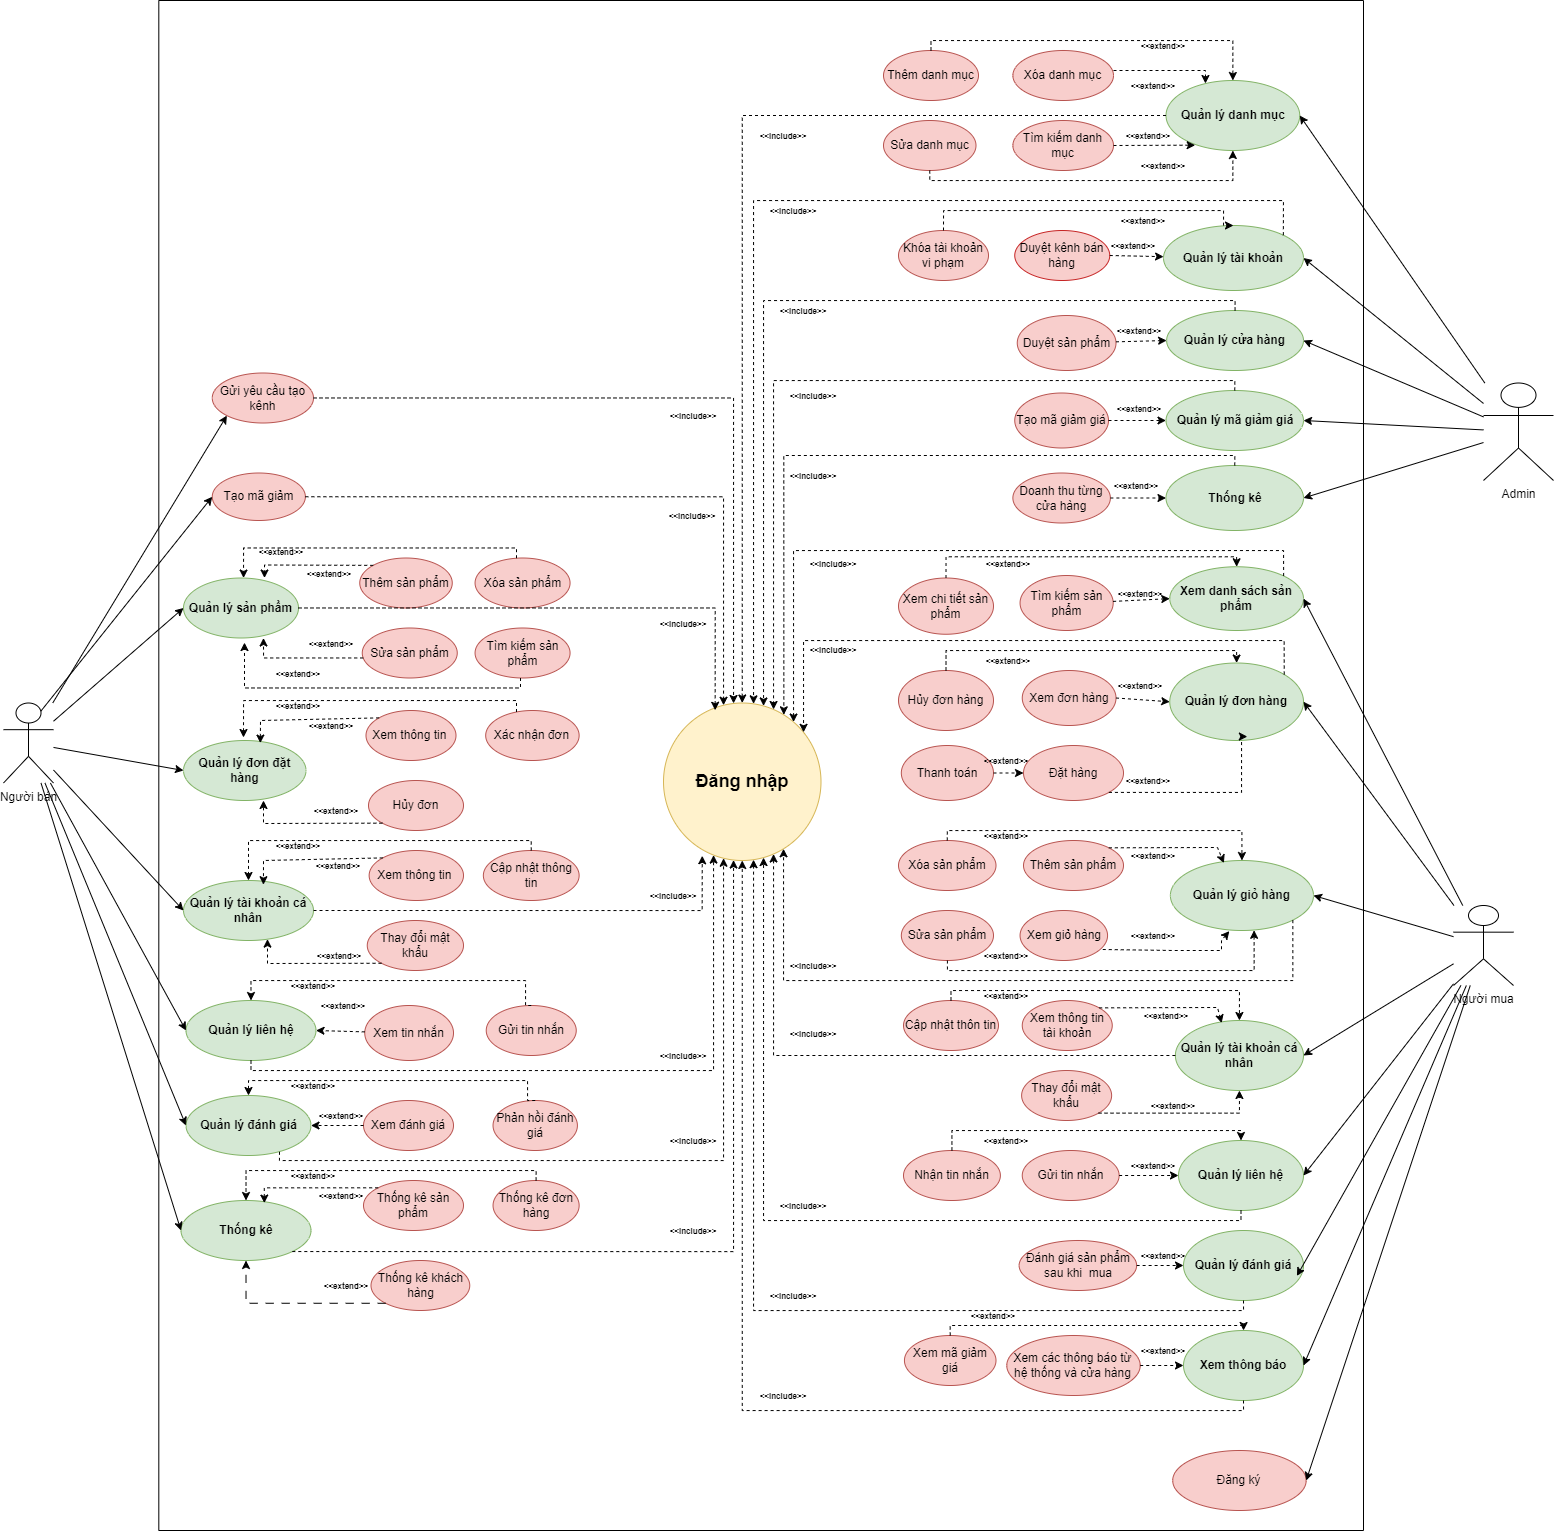 <<extend>>
Thêm danh mục
Xóa danh mục
<<extend>>
Quản lý danh mục
<<include>>
Sửa danh mục
Tìm kiếm danh
mục
<<extend>>
<<extend>>
<<include>>
<<extend>>
Khóa tài khoản
vi phạm
Duyệt kênh bán
hàng
<<extend>>
Quản lý tài khoản
<<include>>
Duyệt sản phẩm
<<extend>>
Quản lý cửa hàng
<<include>>
Tạo mã giảm giá
<<extend>>
Quản lý mã giảm giá
<<include>>
Doanh thu từng
cửa hàng
<<extend>>
Thống kê
Admin
Gửi yêu cầu tạo
kênh
<<include>>
Tạo mã giảm
<<include>>
<<extend>>
<<extend>>
Thêm sản phẩm
Xóa sản phẩm
Quản lý sản phẩm
<<include>>
<<extend>>
Sửa sản phẩm
Tìm kiếm sản
phẩm
<<extend>>
<<include>>
<<extend>>
Xem chi tiết sản
phẩm
Tìm kiếm sản
phẩm
<<extend>>
Xem danh sách sản
phẩm
<<include>>
<<extend>>
Hủy đơn hàng
Xem đơn hàng
<<extend>>
Quản lý đơn hàng
Thanh toán
<<extend>>
Đặt hàng
<<extend>>
<<extend>>
<<extend>>
Xem thông tin
Xác nhận đơn
Quản lý đơn đặt
hàng
<<extend>>
Hủy đơn
Người bán
Đăng nhập
<<extend>>
<<extend>>
Xem thông tin
Cập nhật thông
tin
Quản lý tài khoản cá
nhân
<<include>>
<<extend>>
Thay đổi mật
khẩu
<<extend>>
Xóa sản phẩm
Thêm sản phẩm
<<extend>>
Quản lý giỏ hàng
Sửa sản phẩm
Xem giỏ hàng
<<extend>>
<<extend>>
<<include>>
Người mua
<<extend>>
<<extend>>
Xem tin nhắn
Gửi tin nhắn
Quản lý liên hệ
<<include>>
<<extend>>
Cập nhật thôn tin
Xem thông tin
tài khoản
<<extend>>
<<include>>
Quản lý tài khoản cá
nhân
Thay đổi mật
khẩu
<<extend>>
<<extend>>
<<extend>>
Xem đánh giá
Phản hồi đánh
giá
Quản lý đánh giá
<<include>>
<<extend>>
Nhận tin nhắn
Gửi tin nhắn
<<extend>>
Quản lý liên hệ
<<include>>
<<extend>>
<<extend>>
Thống kê sản
phẩm
Thống kê đơn
hàng
Thống kê
<<include>>
<<extend>>
Thống kê khách
hàng
Đánh giá sản phẩm
sau khi  mua
<<extend>>
Quản lý đánh giá
<<include>>
<<extend>>
Xem mã giảm
giá
Xem các thông báo từ
hệ thống và cửa hàng
<<extend>>
Xem thông báo
<<include>>
Đăng ký